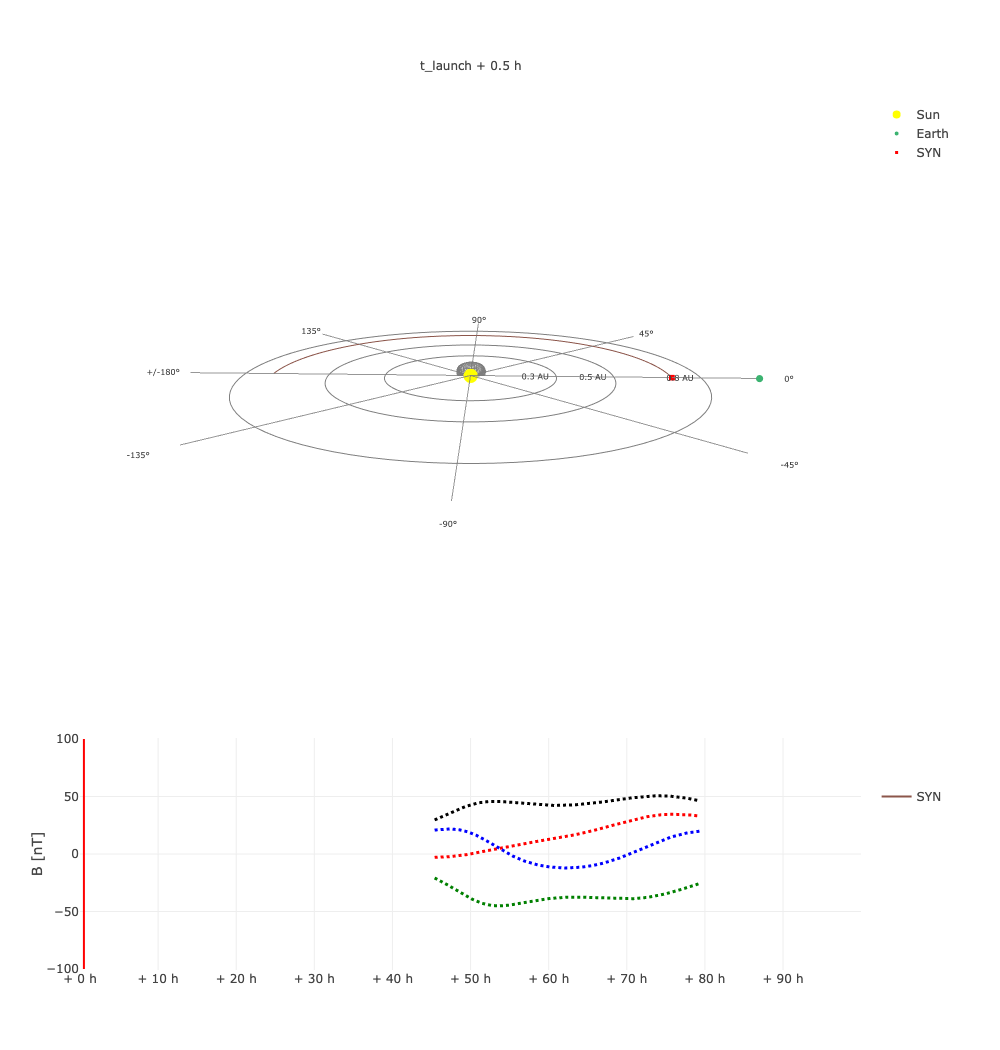 t_launch + 0.5 h
Sun
Earth
SYN
90°
135°
45°
+/-180°
0.3 AU
0.5 AU
0.8 AU
0°
-135°
-45°
-90°
100
50
0
−50
−100
B [nT]
SYN
+ 0 h
+ 10 h
+ 20 h
+ 30 h
+ 40 h
+ 50 h
+ 60 h
+ 70 h
+ 80 h
+ 90 h